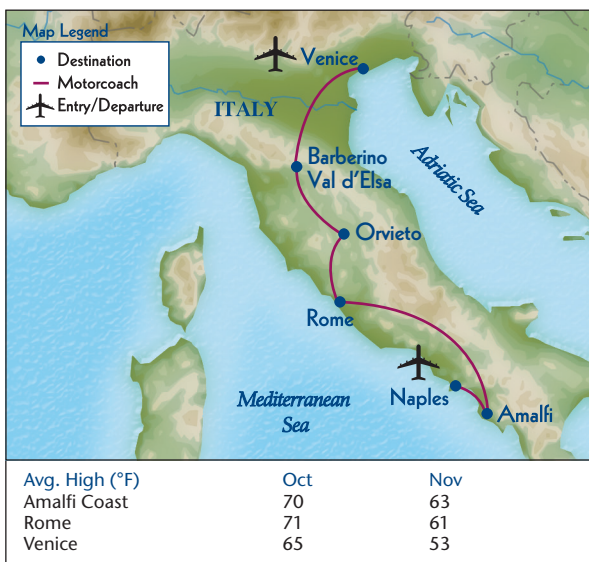 Map Legend
Destination
Motorcoach
Entry/Departure
Venice
ITALY
Barberino
Val d'Elsa
Adriatic Sea
Orvieto
Rome
Mediterranean
Sea
Naples
Amalfi
Avg. High (°F) Oct Nov
Amalfi Coast 70 63
Rome 71 61
Venice 65 53